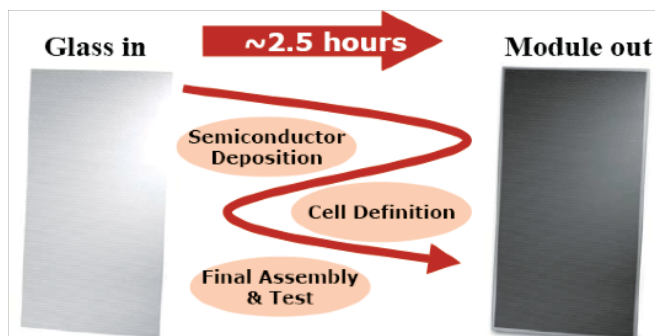 Glass in
~2.5 hours
Module out
Semiconductor
Deposition
Cell Definition
Final Assembly
& Test